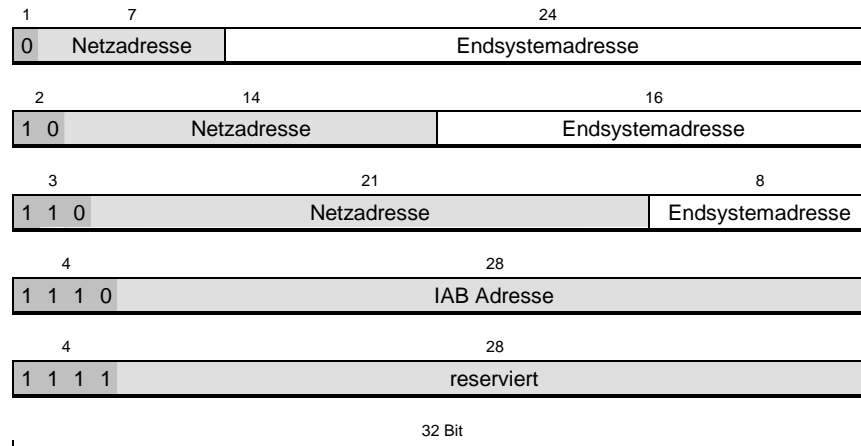 1 7 24
0 Netzadresse Endsystemadresse
2 14 16
1 0 Netzadresse Endsystemadresse
3 21 8
1 1 0 Netzadresse Endsystemadresse
4 28
1 1 1 0 IAB Adresse
4 28
1 1 1 1 reserviert
32 Bit